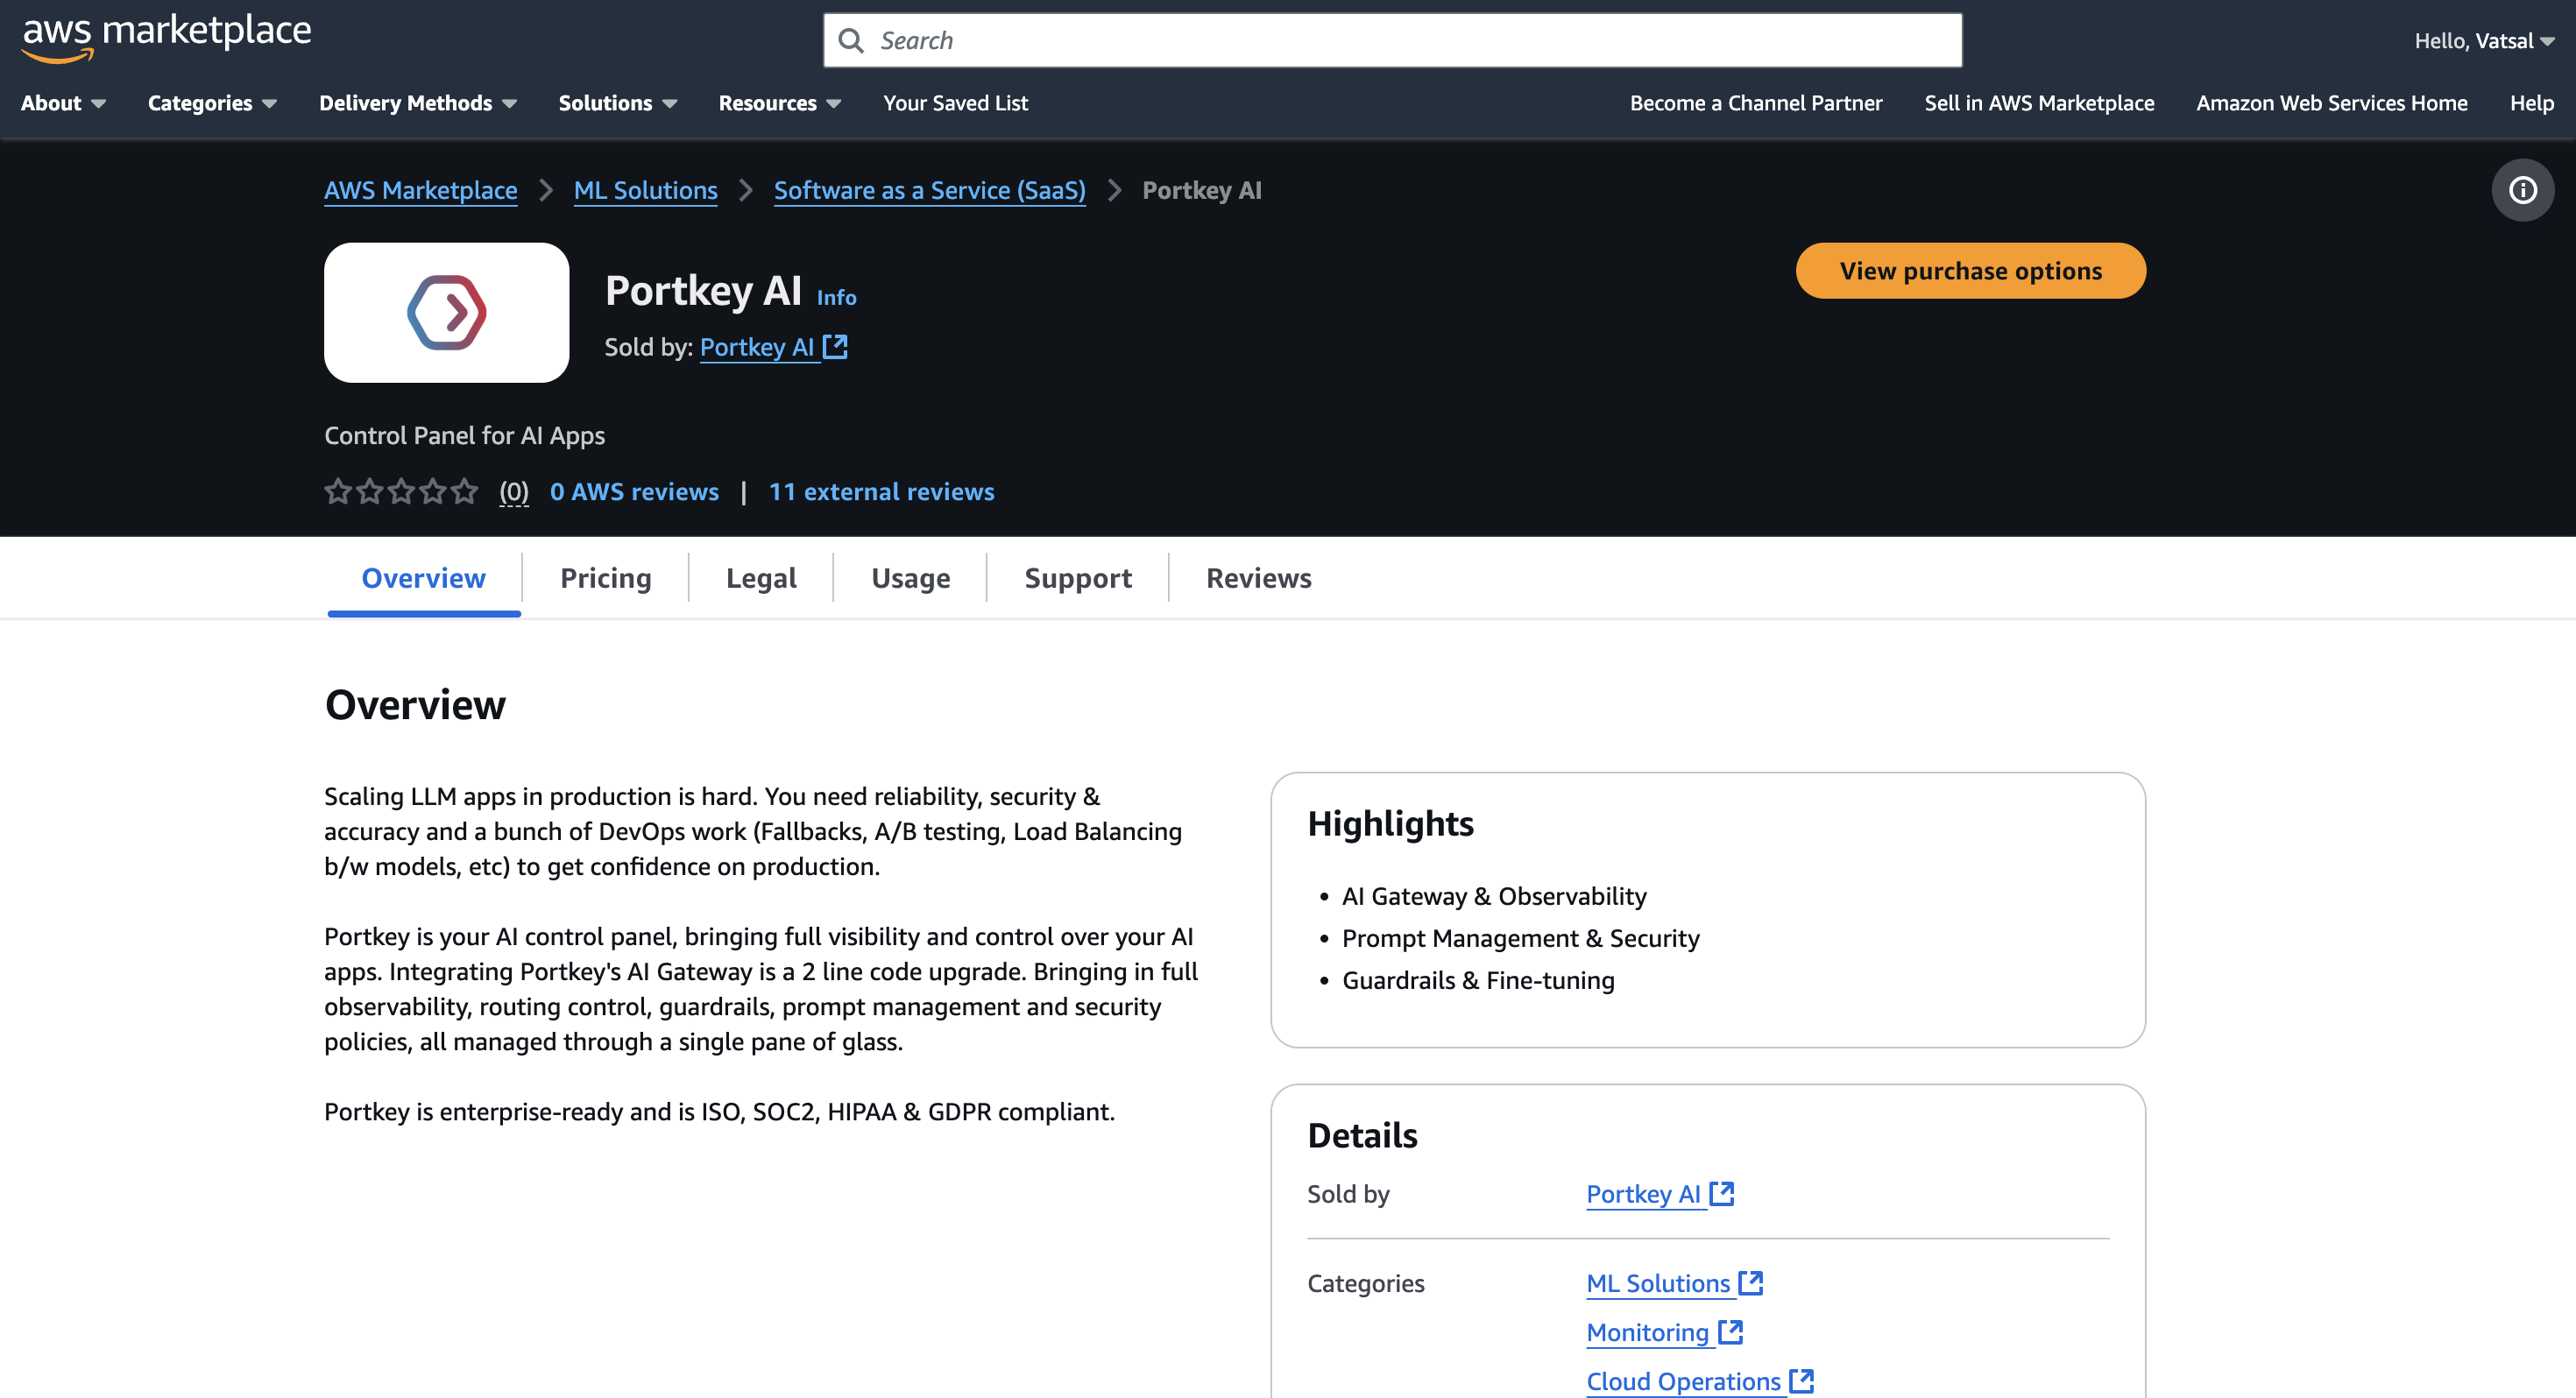 aws marketplace
Search
Hello, Vatsal
About
Categories
Delivery Methods
Solutions
Resources
Your Saved List
Become a Channel Partner
Sell in AWS Marketplace
Amazon Web Services Home
Help
AWS Marketplace > ML Solutions > Software as a Service (SaaS) > Portkey AI
Portkey AI Info
View purchase options
Sold by: Portkey AI
Control Panel for AI Apps
(0) 0 AWS reviews | 11 external reviews
Overview
Pricing
Legal
Usage
Support
Reviews
Overview
Scaling LLM apps in production is hard. You need reliability, security &
accuracy and a bunch of DevOps work (Fallbacks, A/B testing, Load Balancing
b/w models, etc) to get confidence on production.
Portkey is your AI control panel, bringing full visibility and control over your AI
apps. Integrating Portkey's AI Gateway is a 2 line code upgrade. Bringing in full
observability, routing control, guardrails, prompt management and security
policies, all managed through a single pane of glass.
Portkey is enterprise-ready and is ISO, SOC2, HIPAA & GDPR compliant.
Highlights
• AI Gateway & Observability
• Prompt Management & Security
• Guardrails & Fine-tuning
Details
Sold by
Portkey AI
Categories
ML Solutions
Monitoring
Cloud Operations